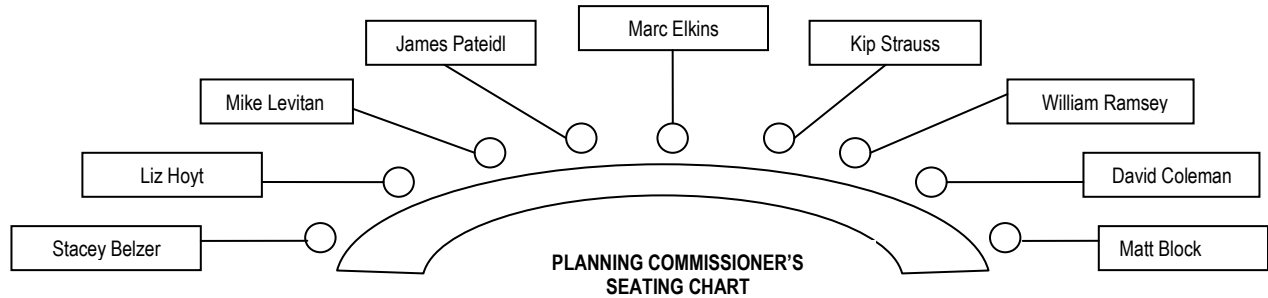 Marc Elkins
James Pateidl
Kip Strauss
Mike Levitan
William Ramsey
Liz Hoyt
David Coleman
Stacey Belzer
Matt Block
PLANNING COMMISSIONER'S
SEATING CHART